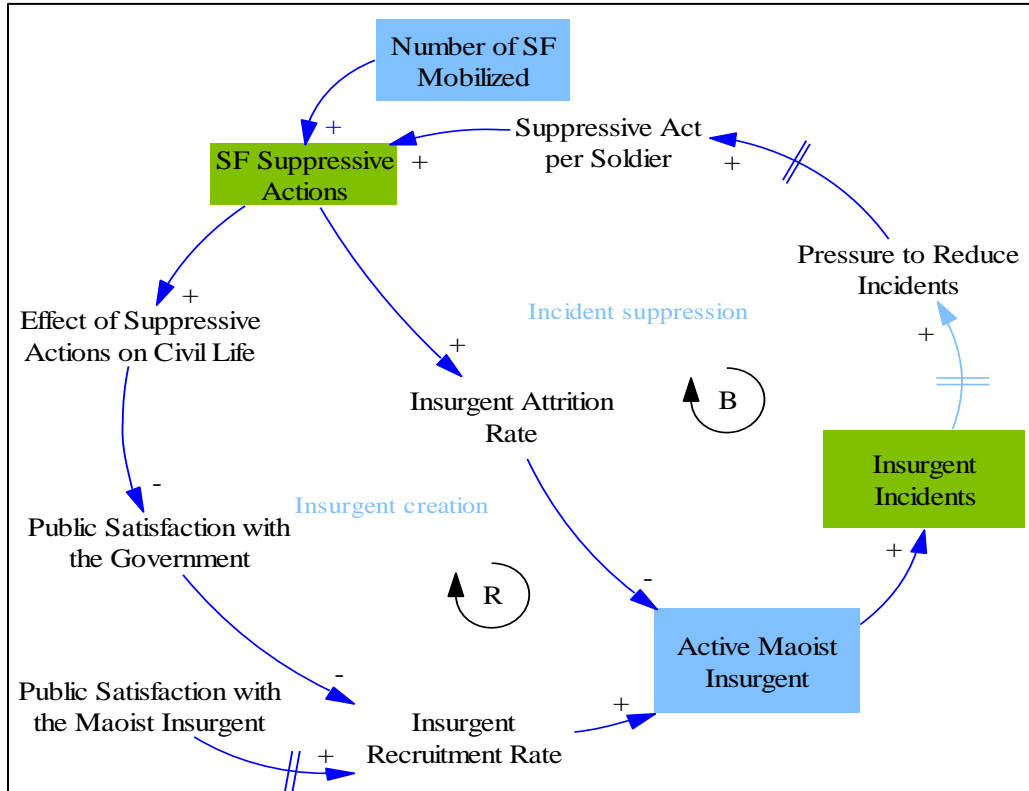 Number of SF
Mobilized
+
Suppressive Act
per Soldier
+
+
SF Suppressive
Actions
Pressure to Reduce
Incidents
+
+
Effect of Suppressive
Actions on Civil Life
Incident suppression
+
Insurgent Attrition
Rate
B
Insurgent
Incidents
-
Insurgent creation
Public Satisfaction with
the Government
+
R
-
Active Maoist
Insurgent
-
Public Satisfaction with
the Maoist Insurgent
+
Insurgent
Recruitment Rate
+